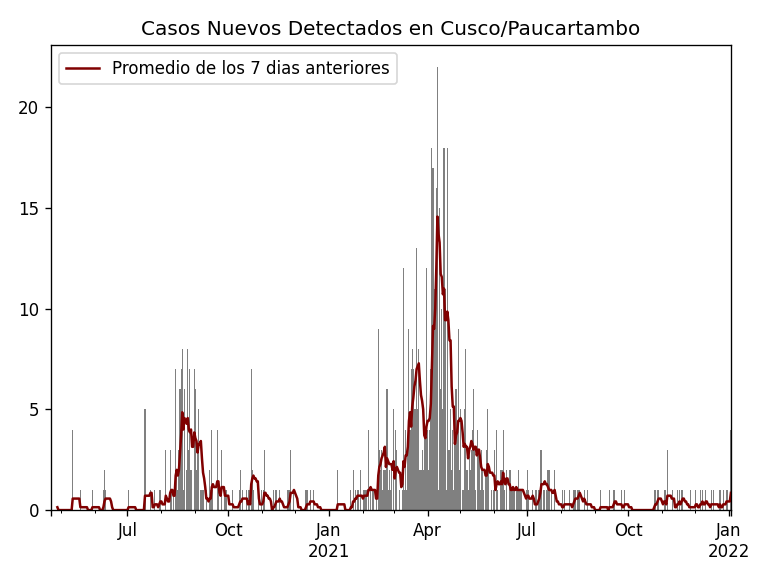 Casos Nuevos Detectados en Cusco/Paucartambo
Promedio de los 7 dias anteriores
20
15
10
5
0
Jul Oct Jan Apr Jul Oct Jan
2021 2022